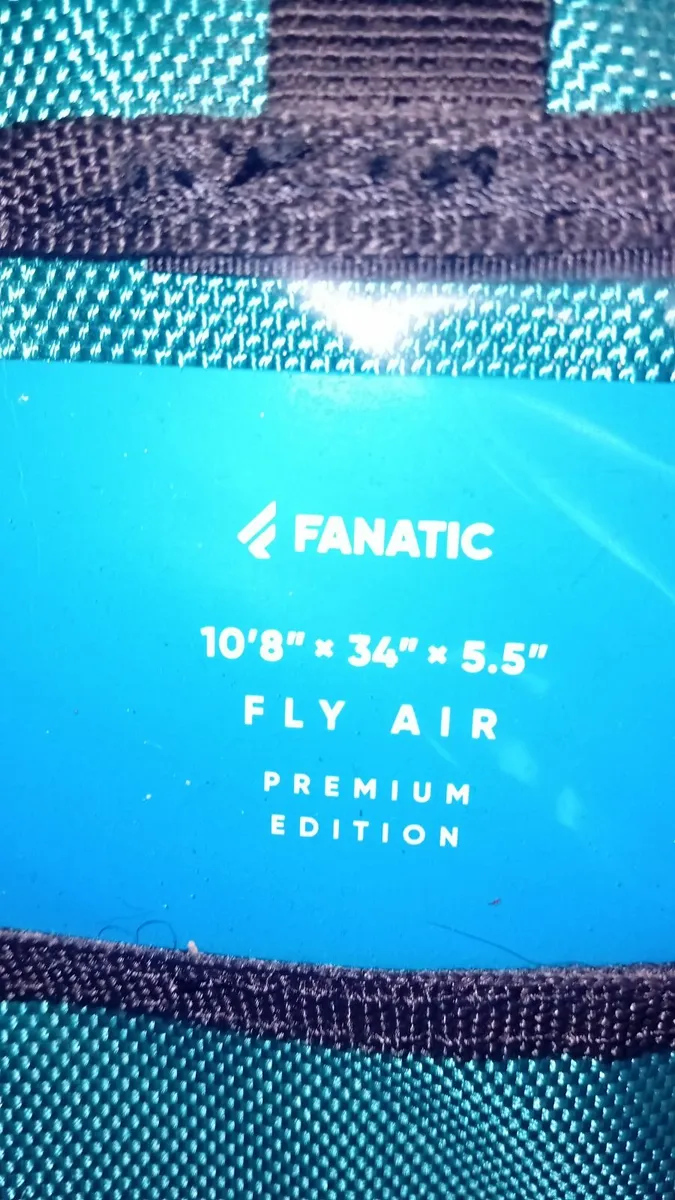 FANATIC
10'8" × 34" × 5.5"
FLY AIR
PREMIUM
EDITION